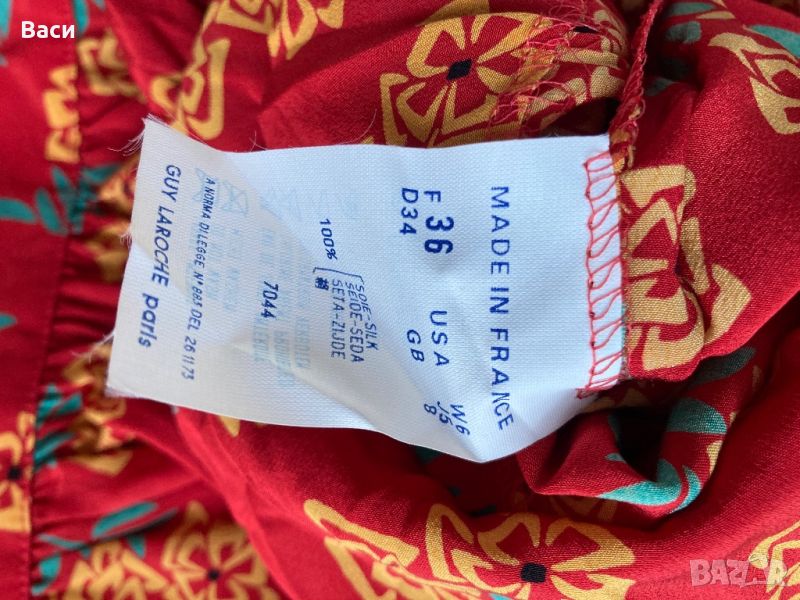 Васи
MADE IN FRANCE
F 36 USA W6
D34 GB 8
100% SOIE-SILK
SEIDE-SEDA
SETA-ZIJDE
7044
A NORMA DI LEGGE N°883 DEL 26 11 73
GUY LAROCHE paris
BAZAR